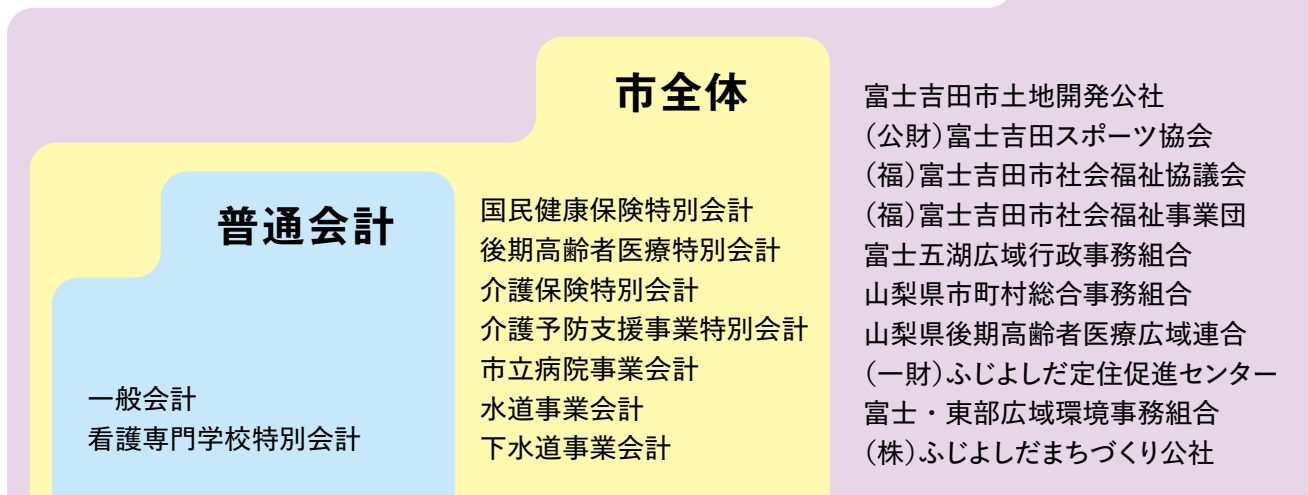 市全体
普通会計
一般会計
看護専門学校特別会計
国民健康保険特別会計
後期高齢者医療特別会計
介護保険特別会計
介護予防支援事業特別会計
市立病院事業会計
水道事業会計
下水道事業会計
富士吉田市土地開発公社
(公財)富士吉田スポーツ協会
(福)富士吉田市社会福祉協議会
(福)富士吉田市社会福祉事業団
富士五湖広域行政事務組合
山梨県市町村総合事務組合
山梨県後期高齢者医療広域連合
(一財)ふじよしだ定住促進センター
富士・東部広域環境事務組合
(株)ふじよしだまちづくり公社